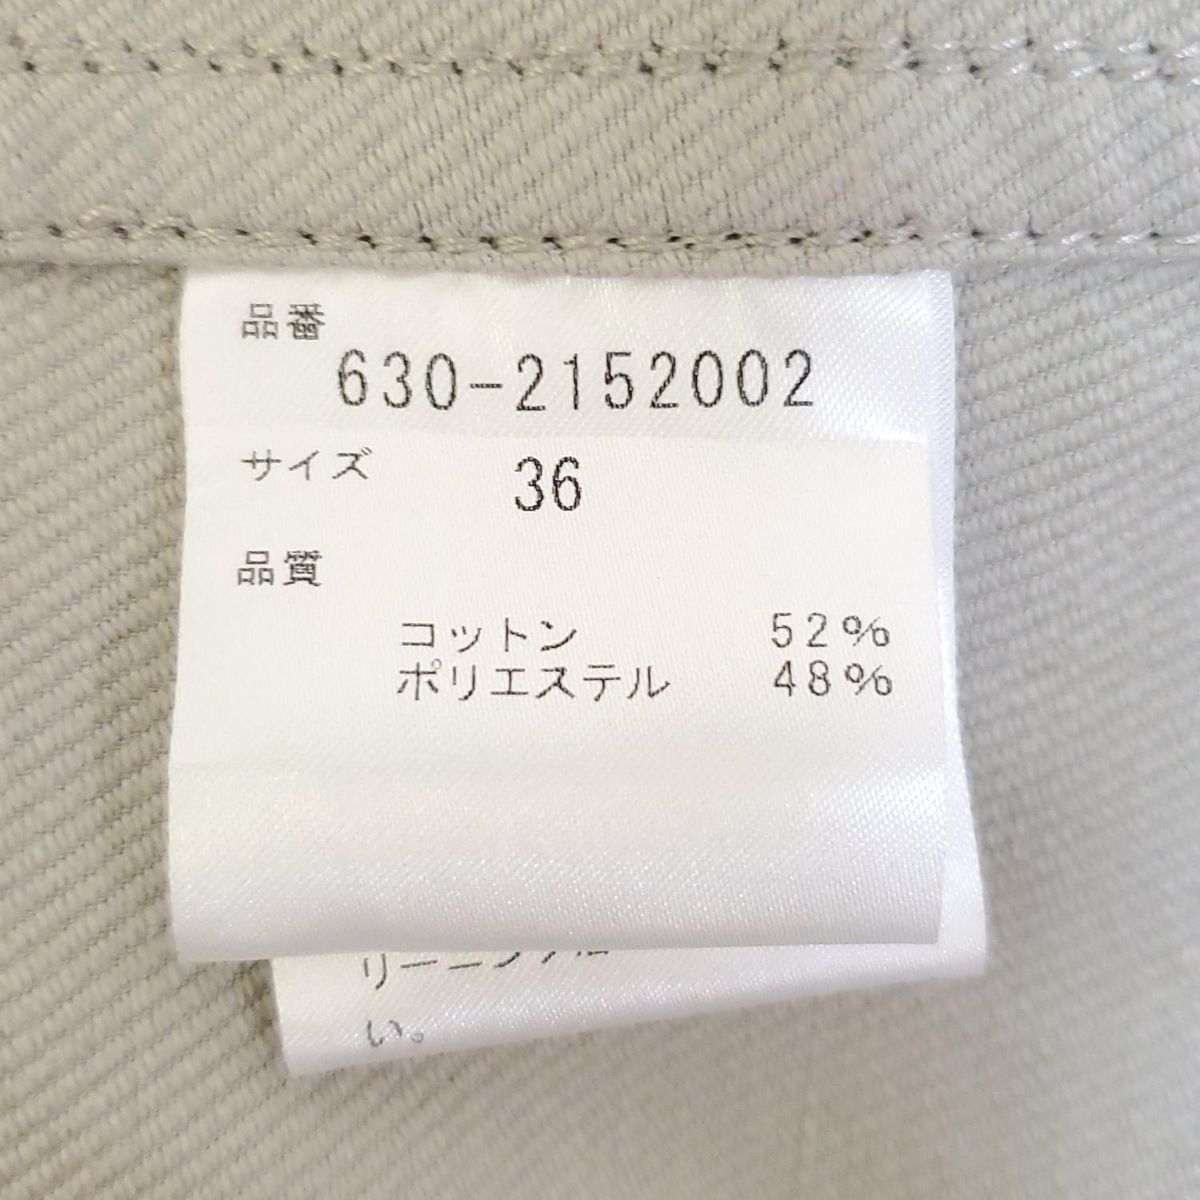 品番
630-2152002
サイズ 36
品質
コットン 52%
ポリエステル 48%
い。